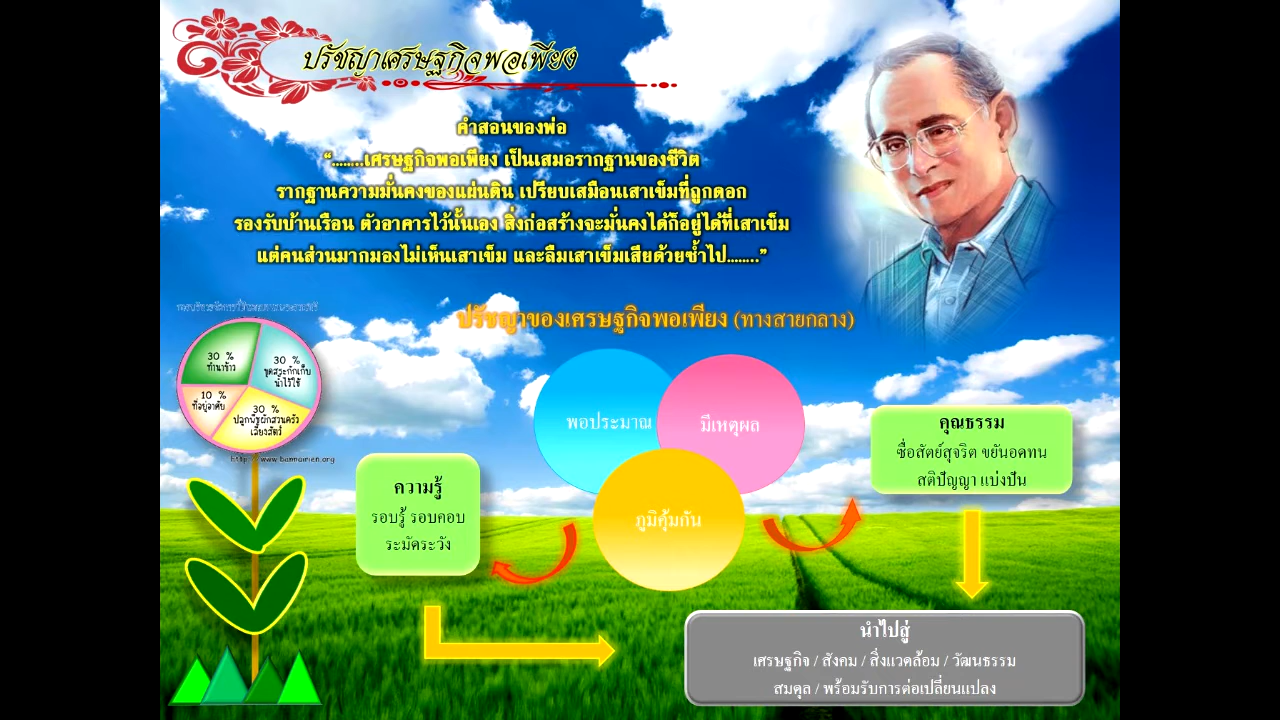 ปรัชญาเศรษฐกิจพอเพียง
คำสอนของพ่อ
“........เศรษฐกิจพอเพียง เป็นเสมอรากฐานของชีวิต
รากฐานความมั่นคงของแผ่นดิน เปรียบเสมือนเสาเข็มที่ถูกตอก
รองรับบ้านเรือน ตัวอาคารไว้นั้นเอง สิ่งก่อสร้างจะมั่นคงได้ก็อยู่ได้ที่เสาเข็ม
แต่คนส่วนมากมองไม่เห็นเสาเข็ม และลืมเสาเข็มเสียด้วยซ้ำไป........”
ปรัชญาของเศรษฐกิจพอเพียง (ทางสายกลาง)
30 %
ทำนาข้าว
30 %
ขุดสระกักเก็บ
น้ำไว้ใช้
10 %
ที่อยู่อาศัย
30 %
ปลูกพืชผักสวนครัว
เลี้ยงสัตว์
พอประมาณ
มีเหตุผล
ภูมิคุ้มกัน
ความรู้
รอบรู้ รอบคอบ
ระมัดระวัง
คุณธรรม
ซื่อสัตย์สุจริต ขยันอดทน
สติปัญญา แบ่งปัน
นำไปสู่
เศรษฐกิจ / สังคม / สิ่งแวดล้อม / วัฒนธรรม
สมดุล / พร้อมรับการต่อเปลี่ยนแปลง